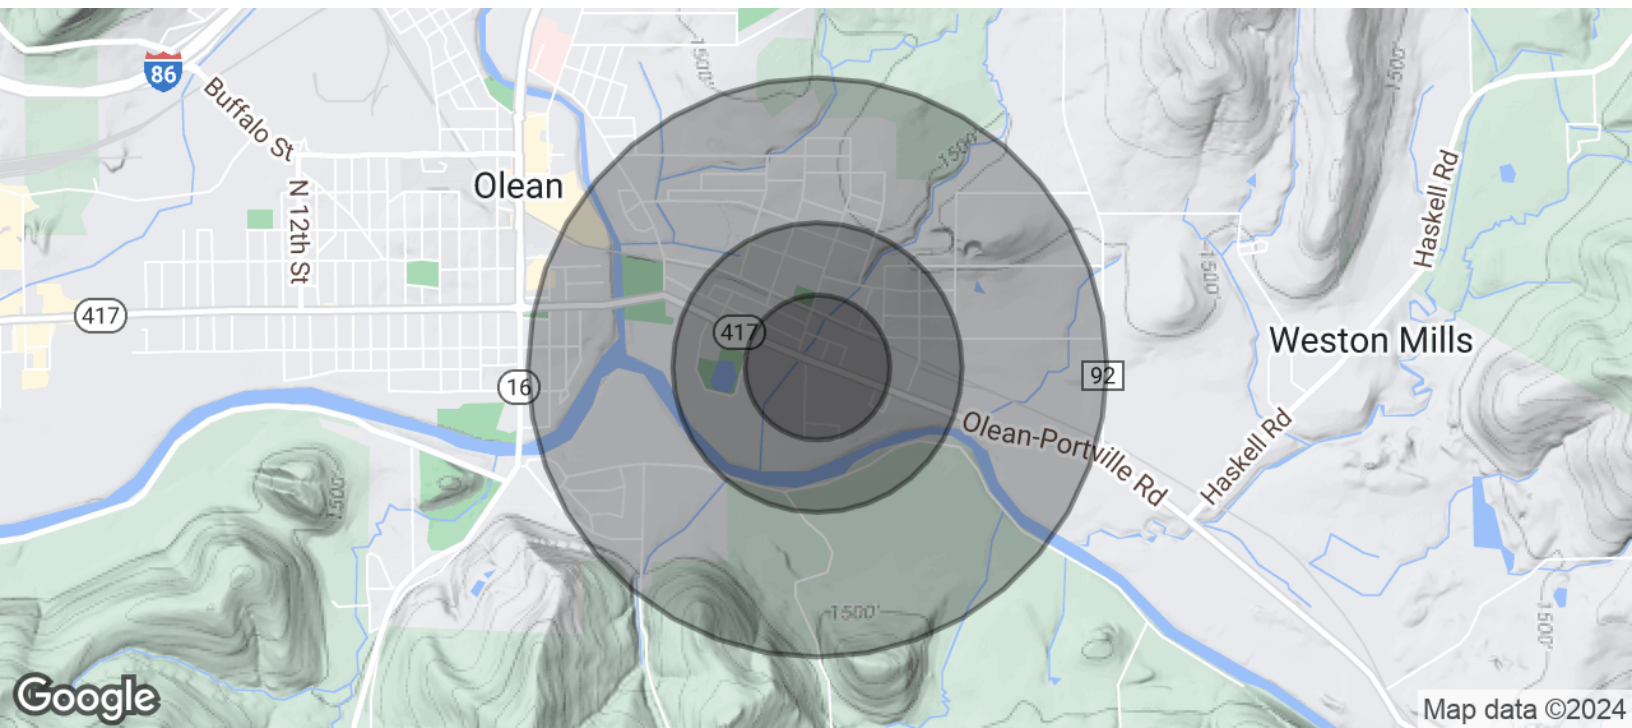 86
Buffalo St
1500'
1500'
1500'
Haskell Rd
Olean
N 12th St
417
417
1500'
Weston Mills
16
92
Olean-Portville Rd
Haskell Rd
1500'
1500'
1500'
Google
Map data ©2024